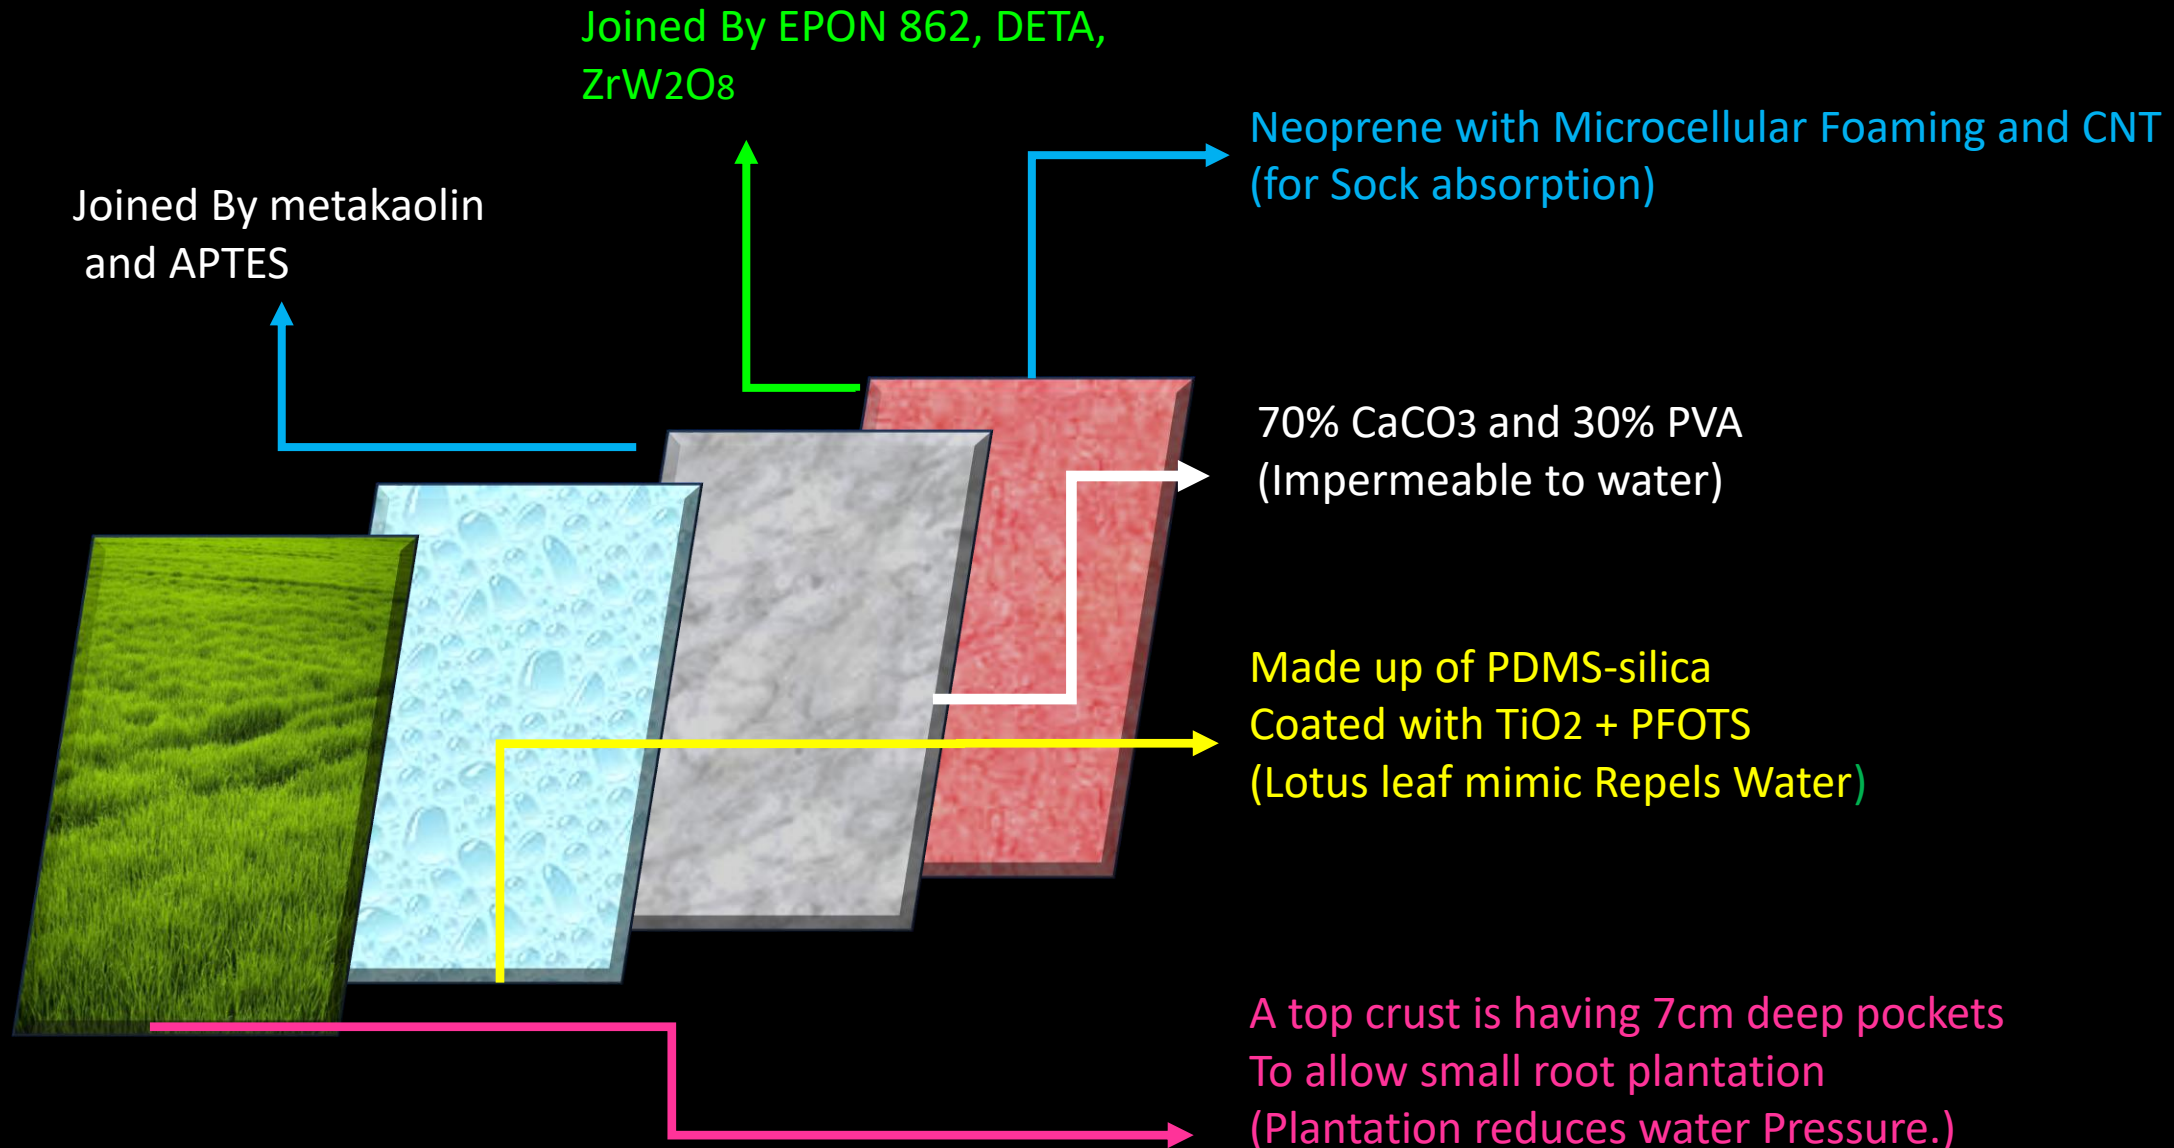 Joined By EPON 862, DETA,
ZrW2O8
Neoprene with Microcellular Foaming and CNT
(for Sock absorption)
Joined By metakaolin
and APTES
70% CaCO3 and 30% PVA
(Impermeable to water)
Made up of PDMS-silica
Coated with TiO2 + PFOTS
(Lotus leaf mimic Repels Water)
A top crust is having 7cm deep pockets
To allow small root plantation
(Plantation reduces water Pressure.)